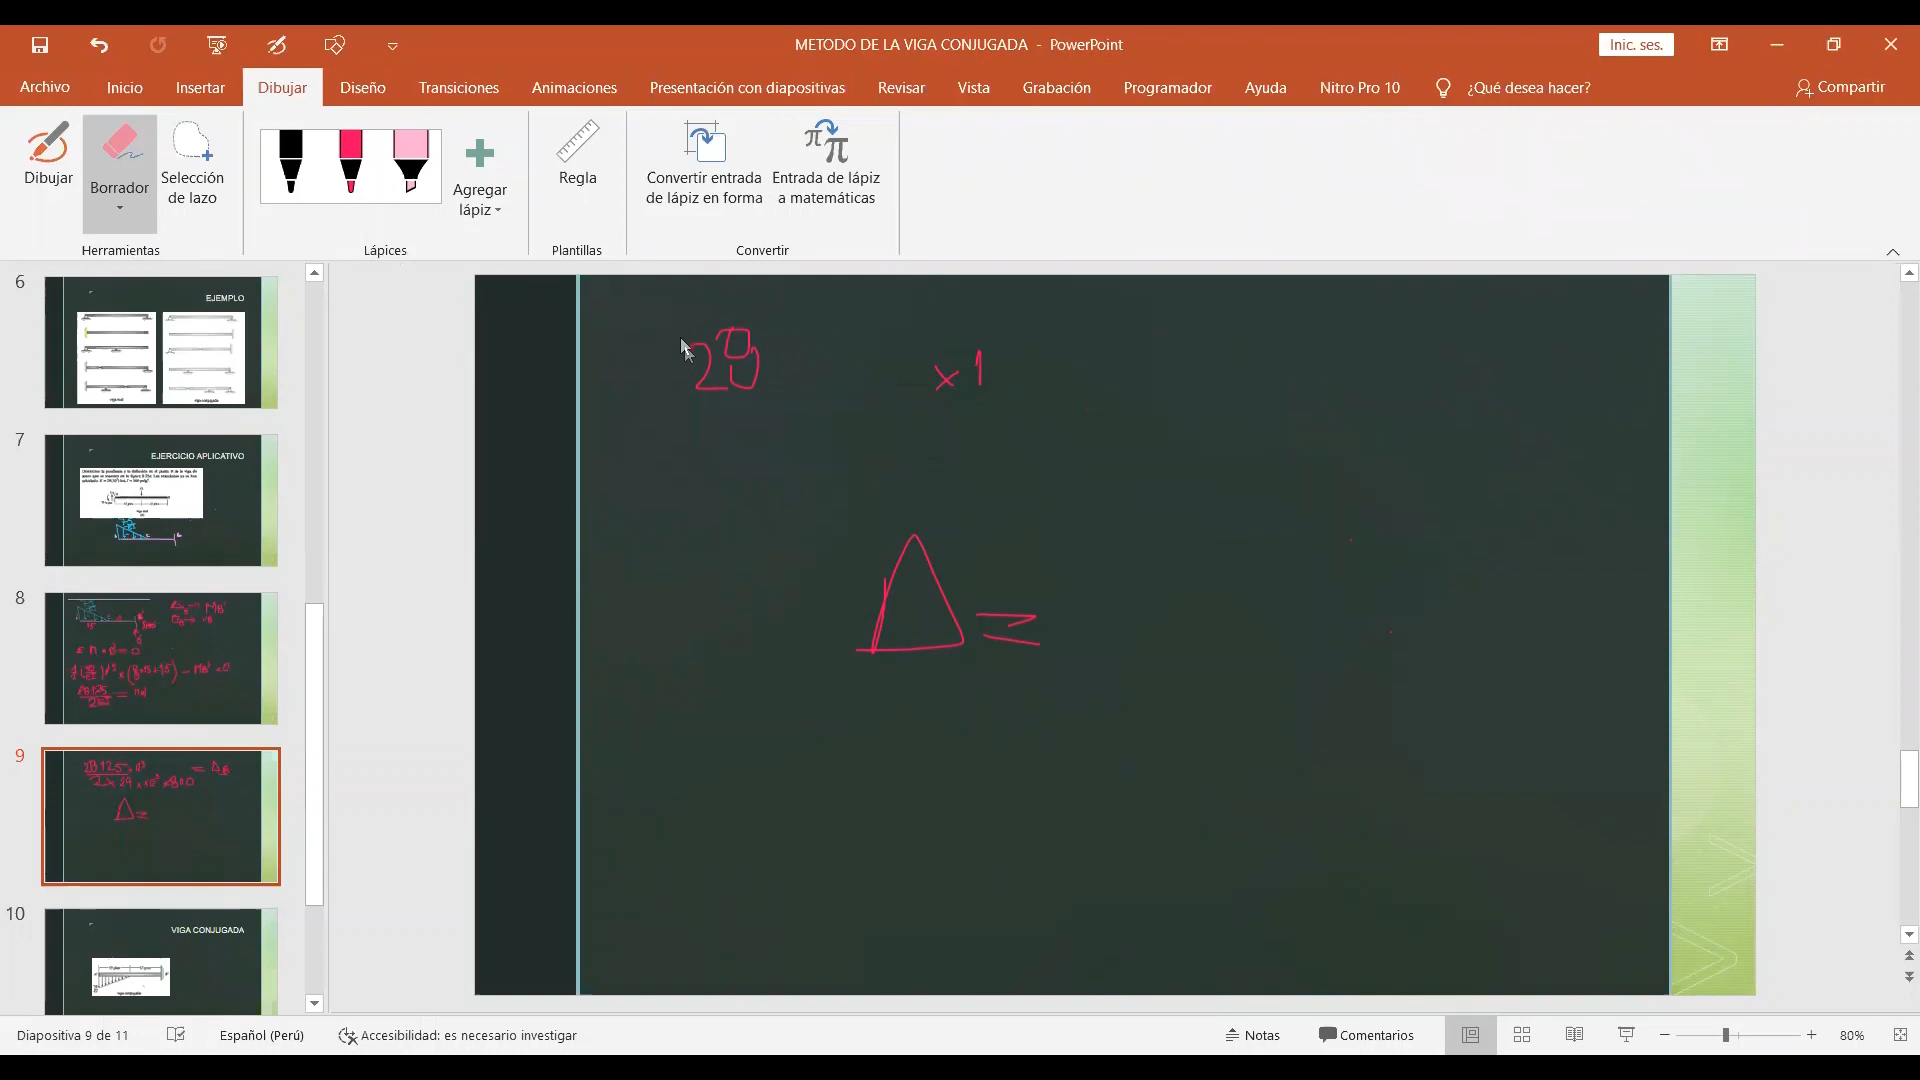 METODO DE LA VIGA CONJUGADA - PowerPoint
Inic. ses.
Archivo Inicio Insertar Dibujar Diseño Transiciones Animaciones Presentación con diapositivas Revisar Vista Grabación Programador Ayuda Nitro Pro 10 ¿Qué desea hacer? Compartir
Dibujar
Borrador
Selección de lazo
Agregar lápiz
Regla
Convertir entrada de lápiz en forma
Entrada de lápiz a matemáticas
Herramientas Lápices Plantillas Convertir
6
EJEMPLO
7
EJERCICIO APLICATIVO
8
9
28125
= ΔB
Δ=
10
VIGA CONJUGADA
x 1
Δ=
Diapositiva 9 de 11 Español (Perú) Accesibilidad: es necesario investigar Notas Comentarios 80%